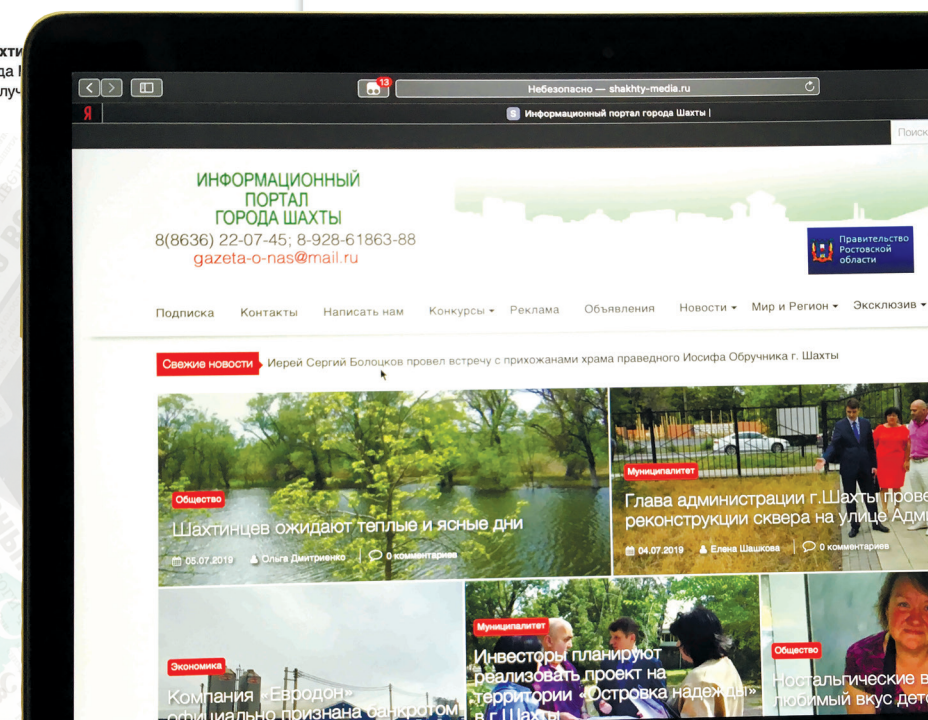 13
Небезопасно — shakhty-media.ru
Я
S Информационный портал города Шахты |
Поиск
ИНФОРМАЦИОННЫЙ
ПОРТАЛ
ГОРОДА ШАХТЫ
8(8636) 22-07-45; 8-928-61863-88
gazeta-o-nas@mail.ru
Правительство
Ростовской
области
Подписка Контакты Написать нам Конкурсы Реклама Объявления Новости Мир и Регион Эксклюзив
Свежие новости Иерей Сергий Болоцков провел встречу с прихожанами храма праведного Иосифа Обручника г. Шахты
Общество
Шахтинцев ожидают теплые и ясные дни
05.07.2019 Ольга Дмитриенко 0 комментариев
Муниципалитет
Глава администрации г.Шахты прове
реконструкции сквера на улице Адми
04.07.2019 Елена Шашкова 0 комментариев
Экономика
Компания «Евродон»
официально признана банкротом
Муниципалитет
Инвесторы планируют
реализовать проект на
территории «Островка надежды»
в г.Шахты
Общество
Ностальгические в
любимый вкус детс